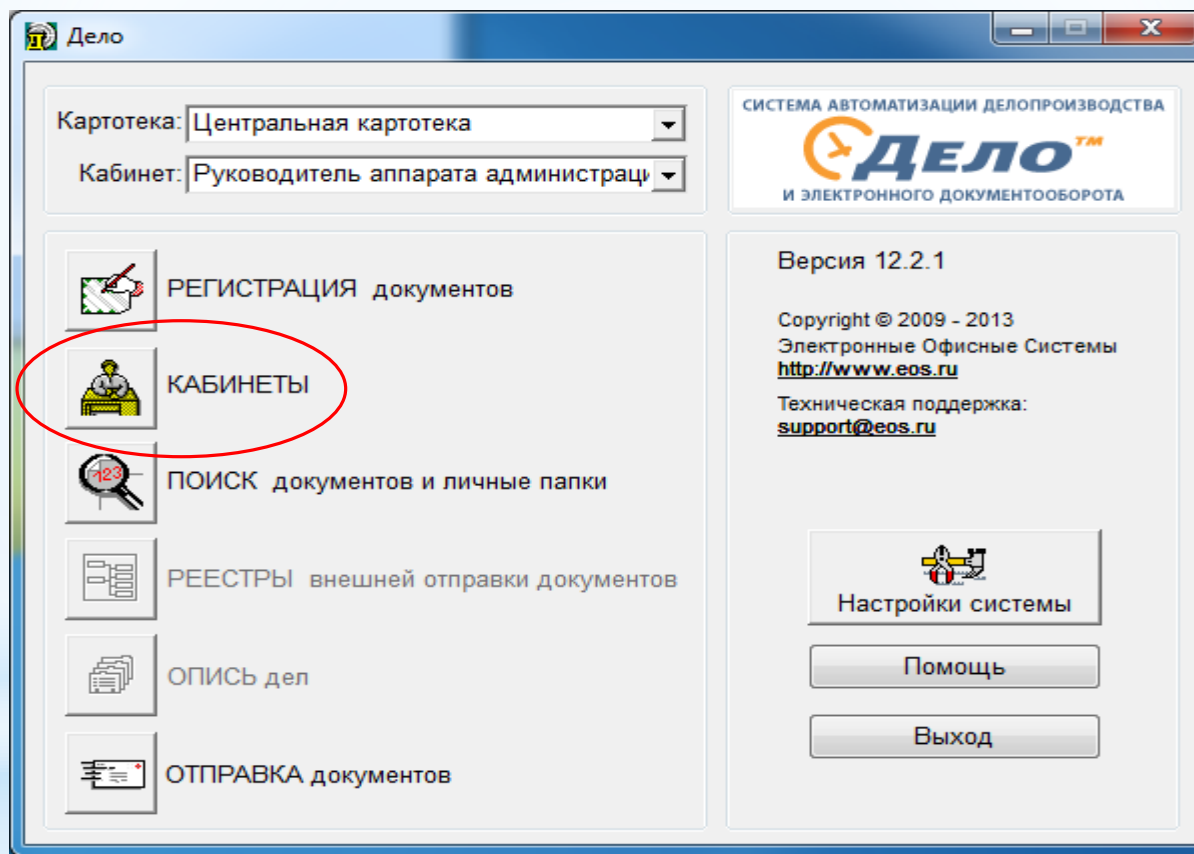 Дело
Картотека: Центральная картотека
Кабинет: Руководитель аппарата администраци
СИСТЕМА АВТОМАТИЗАЦИИ ДЕЛОПРОИЗВОДСТВА
ДЕЛО™
И ЭЛЕКТРОННОГО ДОКУМЕНТООБОРОТА
РЕГИСТРАЦИЯ документов
КАБИНЕТЫ
123
ПОИСК документов и личные папки
РЕЕСТРЫ внешней отправки документов
ОПИСЬ дел
ОТПРАВКА документов
Версия 12.2.1
Copyright © 2009 - 2013
Электронные Офисные Системы
http://www.eos.ru
Техническая поддержка:
support@eos.ru
Настройки системы
Помощь
Выход